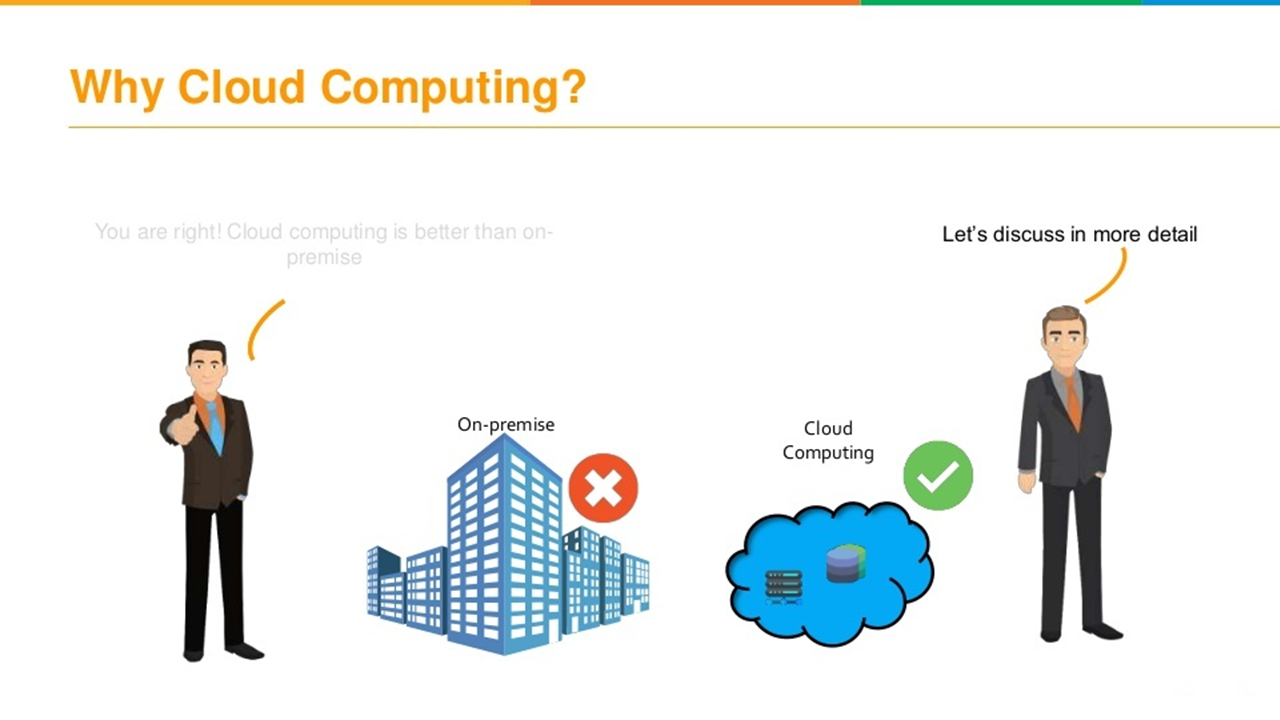 Why Cloud Computing?
You are right! Cloud computing is better than on-
premise
Let’s discuss in more detail
On-premise
Cloud
Computing